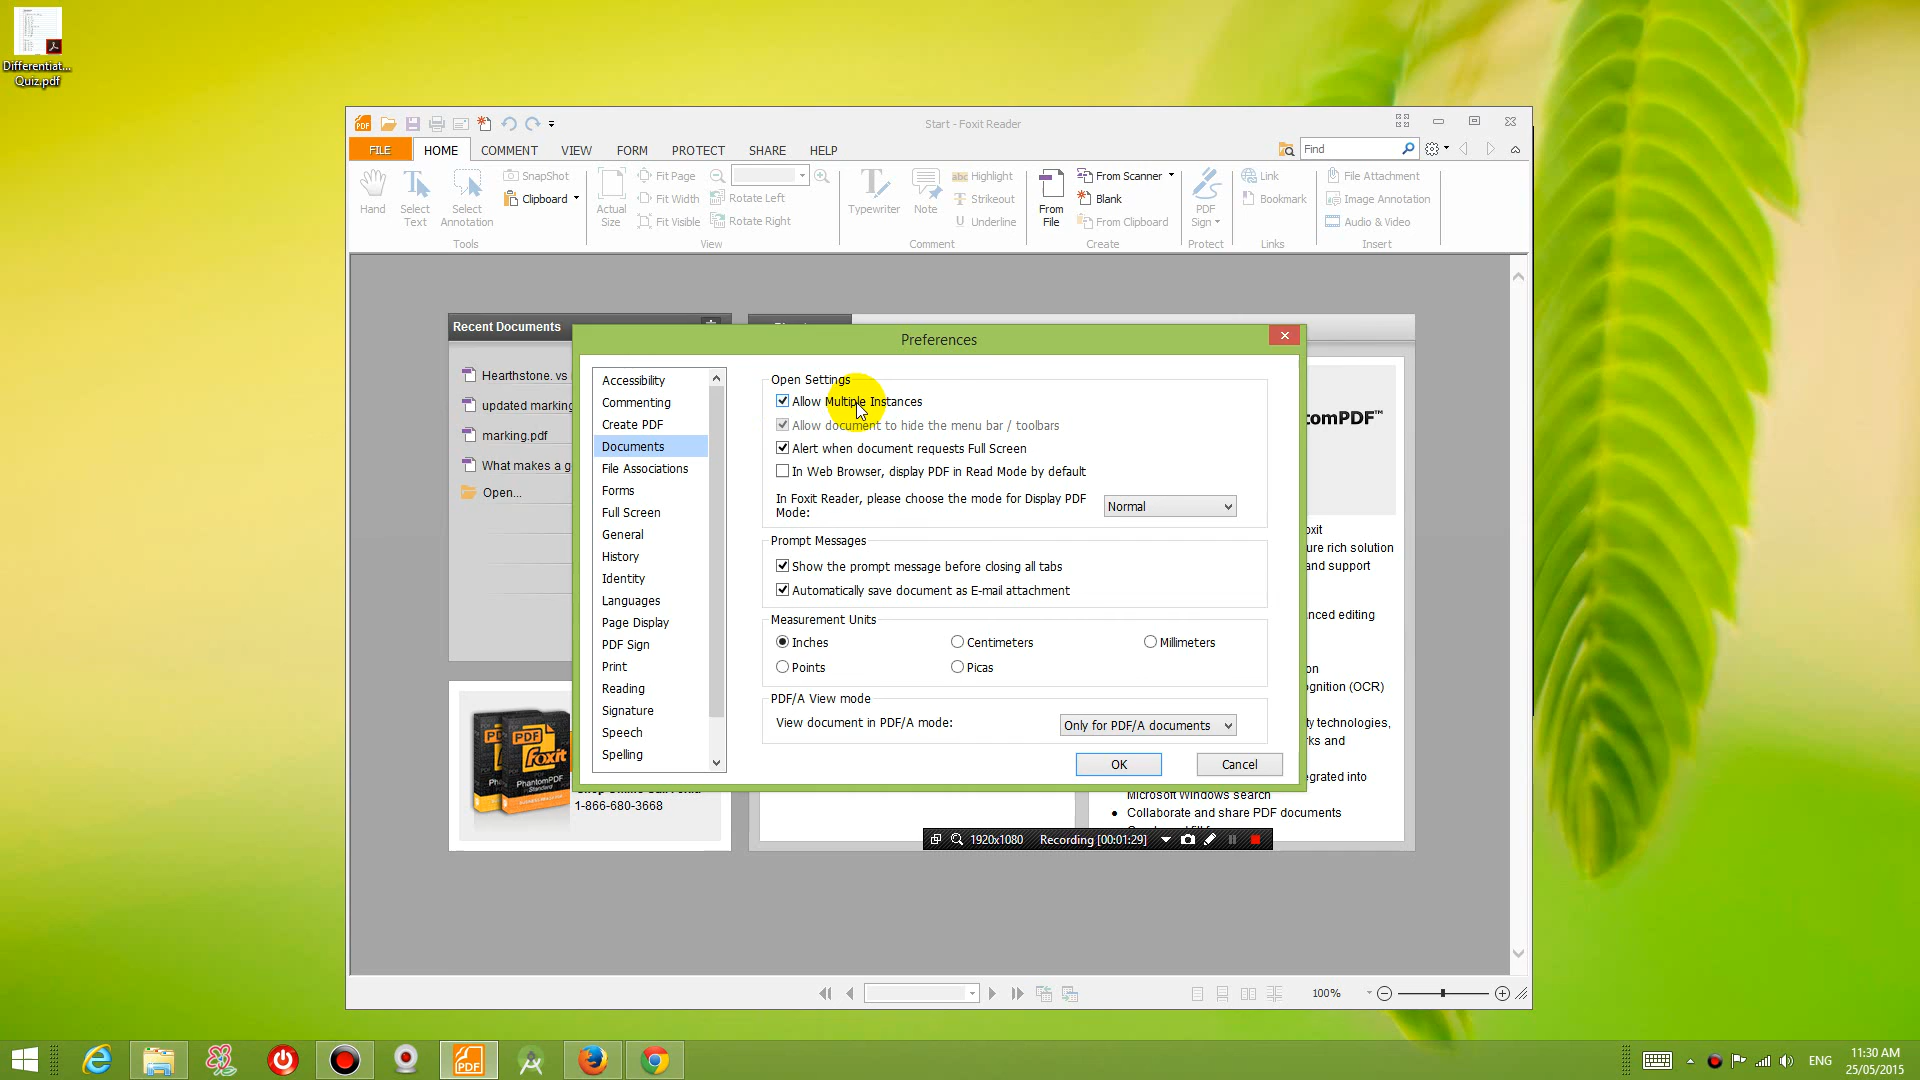 Differentiat...
Quiz.pdf
Start - Foxit Reader
FILE
HOME
COMMENT
VIEW
FORM
PROTECT
SHARE
HELP
Find
Hand
Select
Text
Select
Annotation
SnapShot
Clipboard
Tools
Actual
Size
Fit Page
Fit Width
Fit Visible
Rotate Left
Rotate Right
View
Typewriter
Note
Highlight
Strikeout
Underline
Comment
From
File
From Scanner
Blank
From Clipboard
Create
PDF
Sign
Protect
Link
Bookmark
Links
File Attachment
Image Annotation
Audio & Video
Insert
Recent Documents
Hearthstone. vs
updated marking
marking.pdf
What makes a g
Open...
Preferences
Accessibility
Commenting
Create PDF
Documents
File Associations
Forms
Full Screen
General
History
Identity
Languages
Page Display
PDF Sign
Print
Reading
Signature
Speech
Spelling
Open Settings
Allow Multiple Instances
Allow document to hide the menu bar / toolbars
Alert when document requests Full Screen
In Web Browser, display PDF in Read Mode by default
In Foxit Reader, please choose the mode for Display PDF
Mode:
Normal
Prompt Messages
Show the prompt message before closing all tabs
Automatically save document as E-mail attachment
Measurement Units
Inches
Centimeters
Millimeters
Points
Picas
PDF/A View mode
View document in PDF/A mode:
Only for PDF/A documents
OK
Cancel
tomPDF™
oxit
ure rich solution
and support
nced editing
on
ognition (OCR)
ty technologies,
rks and
egrated into
Microsoft Windows search
Collaborate and share PDF documents
PDF
Foxit
PhantomPDF
Standard
1-866-680-3668
1920x1080
Recording [00:01:29]
100%
PDF
ENG
11:30 AM
25/05/2015